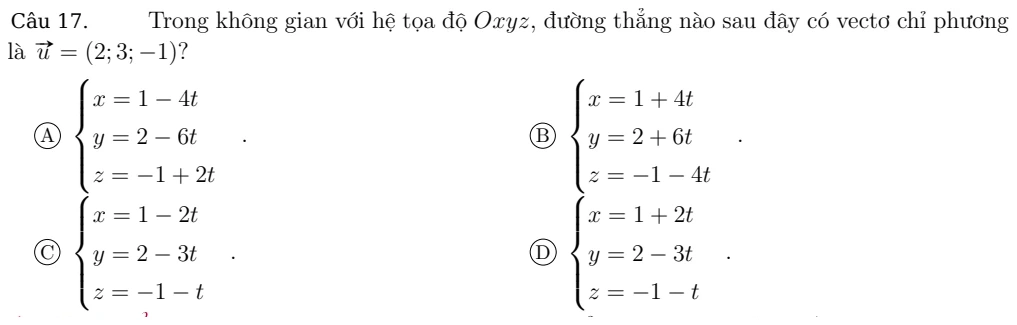 Câu 17. Trong không gian với hệ tọa độ Oxyz, đường thẳng nào sau đây có vectơ chỉ phương
là u⃗ = (2; 3; −1)?
Ⓐ { x = 1 − 4t
y = 2 − 6t .
z = −1 + 2t
Ⓑ { x = 1 + 4t
y = 2 + 6t .
z = −1 − 4t
Ⓒ { x = 1 − 2t
y = 2 − 3t .
z = −1 − t
Ⓓ { x = 1 + 2t
y = 2 − 3t .
z = −1 − t